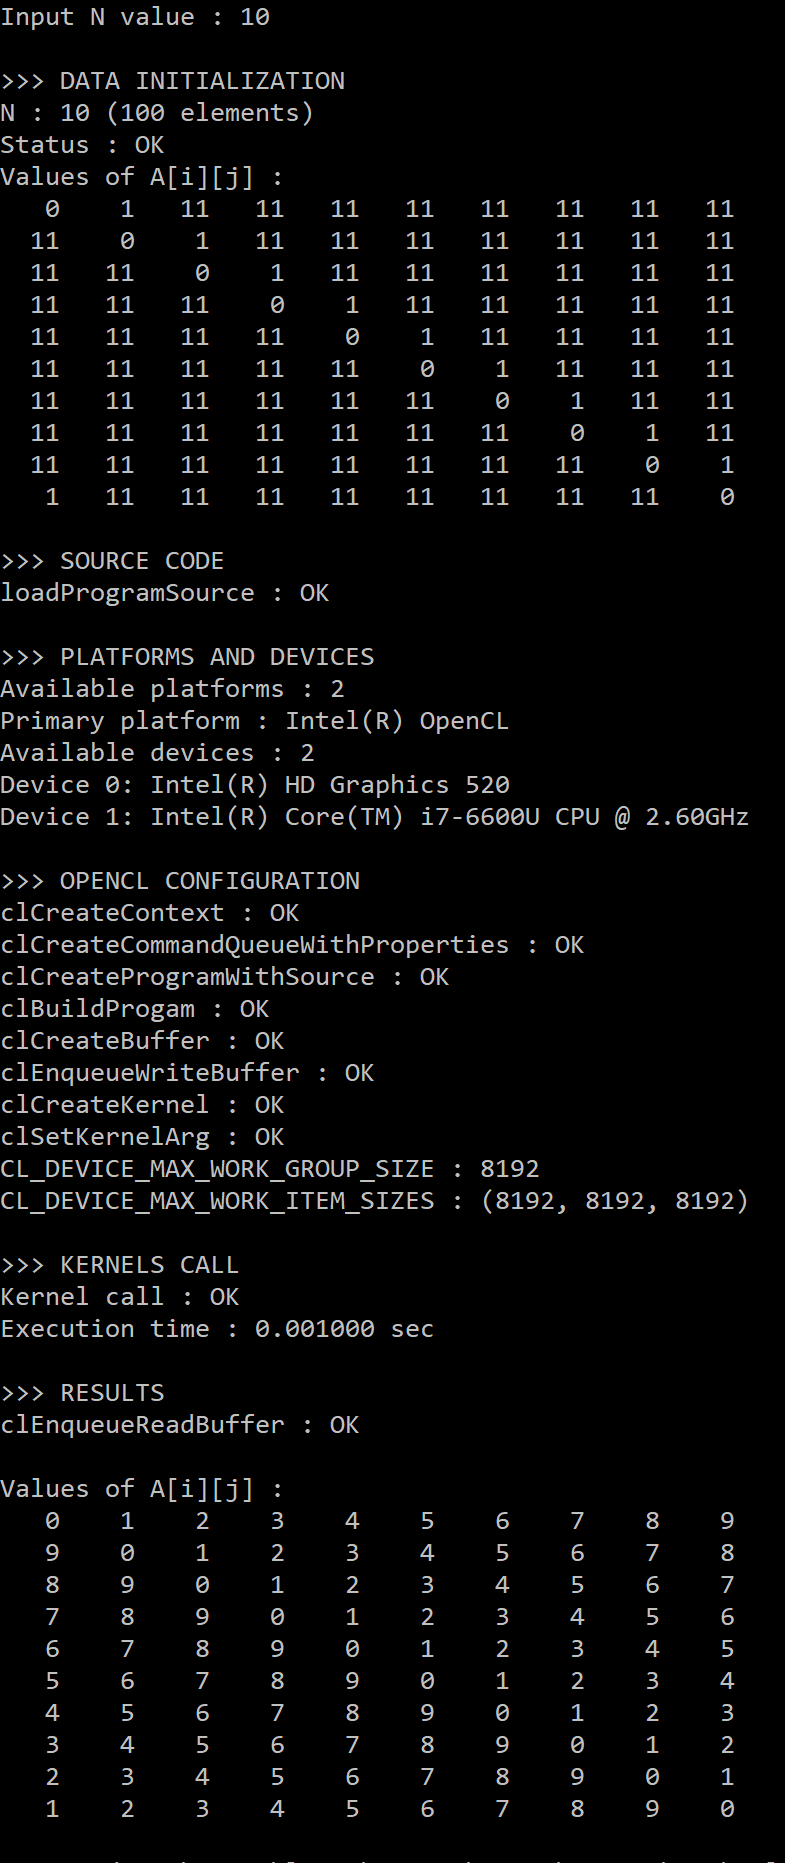 Input N value : 10
>>> DATA INITIALIZATION
N : 10 (100 elements)
Status : OK
Values of A[i][j] :
0 1 11 11 11 11 11 11 11 11
11 0 1 11 11 11 11 11 11 11
11 11 0 1 11 11 11 11 11 11
11 11 11 0 1 11 11 11 11 11
11 11 11 11 0 1 11 11 11 11
11 11 11 11 11 0 1 11 11 11
11 11 11 11 11 11 0 1 11 11
11 11 11 11 11 11 11 0 1 11
11 11 11 11 11 11 11 11 0 1
1 11 11 11 11 11 11 11 11 0
>>> SOURCE CODE
loadProgramSource : OK
>>> PLATFORMS AND DEVICES
Available platforms : 2
Primary platform : Intel(R) OpenCL
Available devices : 2
Device 0: Intel(R) HD Graphics 520
Device 1: Intel(R) Core(TM) i7-6600U CPU @ 2.60GHz
>>> OPENCL CONFIGURATION
clCreateContext : OK
clCreateCommandQueueWithProperties : OK
clCreateProgramWithSource : OK
clBuildProgam : OK
clCreateBuffer : OK
clEnqueueWriteBuffer : OK
clCreateKernel : OK
clSetKernelArg : OK
CL_DEVICE_MAX_WORK_GROUP_SIZE : 8192
CL_DEVICE_MAX_WORK_ITEM_SIZES : (8192, 8192, 8192)
>>> KERNELS CALL
Kernel call : OK
Execution time : 0.001000 sec
>>> RESULTS
clEnqueueReadBuffer : OK
Values of A[i][j] :
0 1 2 3 4 5 6 7 8 9
9 0 1 2 3 4 5 6 7 8
8 9 0 1 2 3 4 5 6 7
7 8 9 0 1 2 3 4 5 6
6 7 8 9 0 1 2 3 4 5
5 6 7 8 9 0 1 2 3 4
4 5 6 7 8 9 0 1 2 3
3 4 5 6 7 8 9 0 1 2
2 3 4 5 6 7 8 9 0 1
1 2 3 4 5 6 7 8 9 0